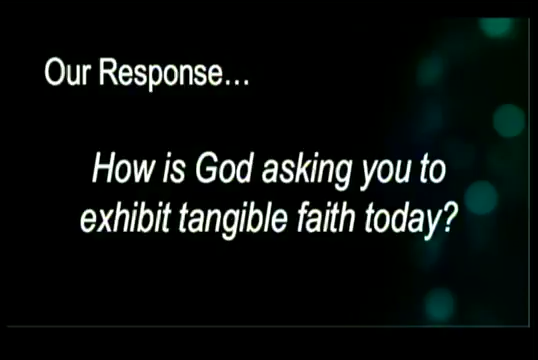 Our Response...
How is God asking you to
exhibit tangible faith today?